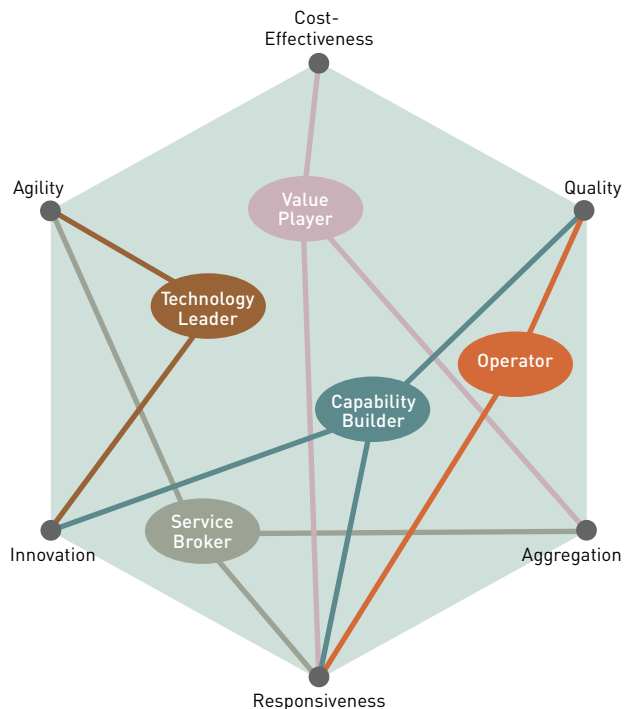 Cost-
Effectiveness
Agility
Quality
Value
Player
Technology
Leader
Operator
Capability
Builder
Service
Broker
Innovation
Aggregation
Responsiveness